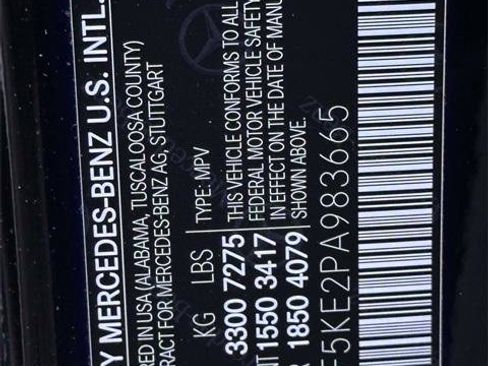 Y MERCEDES-BENZ U.S. INTL.
RED IN USA (ALABAMA, TUSCALOOSA COUNTY)
RACT FOR MERCEDES-BENZ AG, STUTTGART
KG LBS TYPE: MPV
3300 7275 THIS VEHICLE CONFORMS TO ALL
NT 1550 3417 FEDERAL MOTOR VEHICLE SAFETY
R 1850 4079 IN EFFECT ON THE DATE OF MANU
SHOWN ABOVE.
F5KE2PA983665